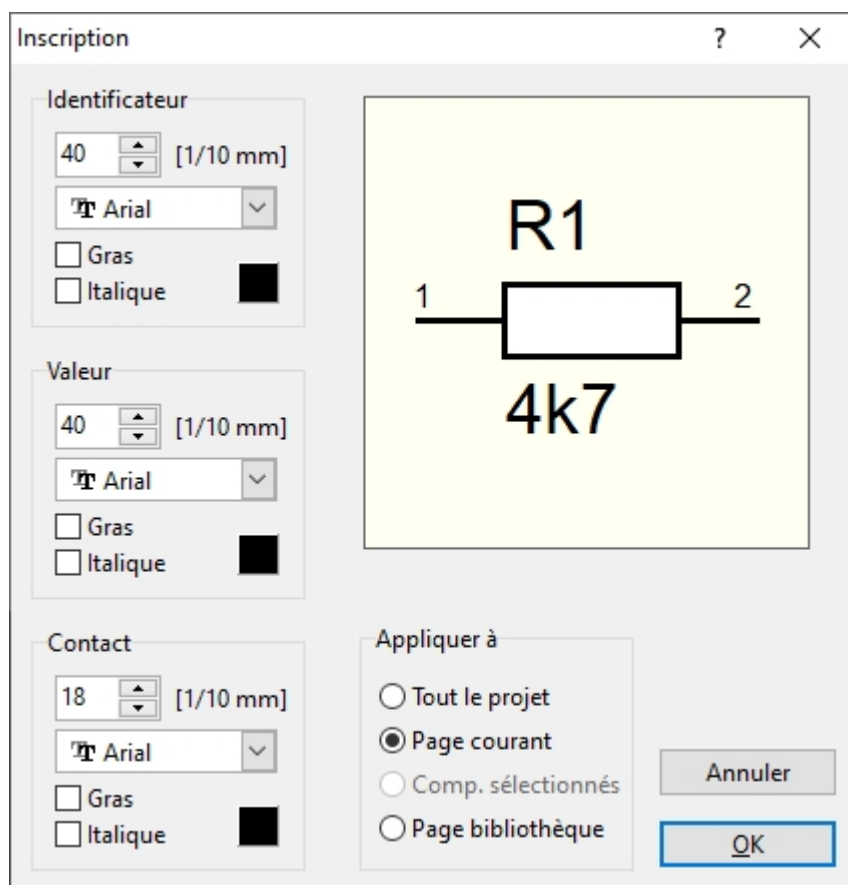 Inscription
?
Identificateur
40 [1/10 mm]
Arial
Gras
Italique
R1
1 2
4k7
Valeur
40 [1/10 mm]
Arial
Gras
Italique
Contact
18 [1/10 mm]
Arial
Gras
Italique
Appliquer à
Tout le projet
Page courant
Comp. sélectionnés
Page bibliothèque
Annuler
OK